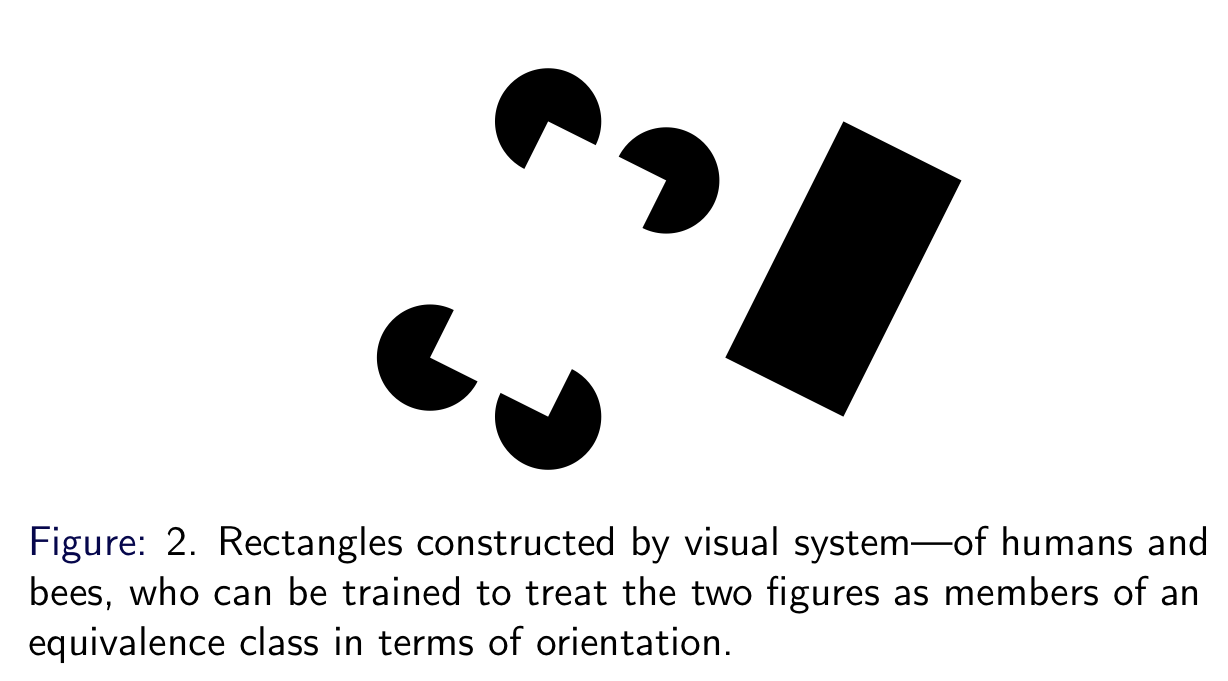 Figure: 2. Rectangles constructed by visual system—of humans and
bees, who can be trained to treat the two figures as members of an
equivalence class in terms of orientation.